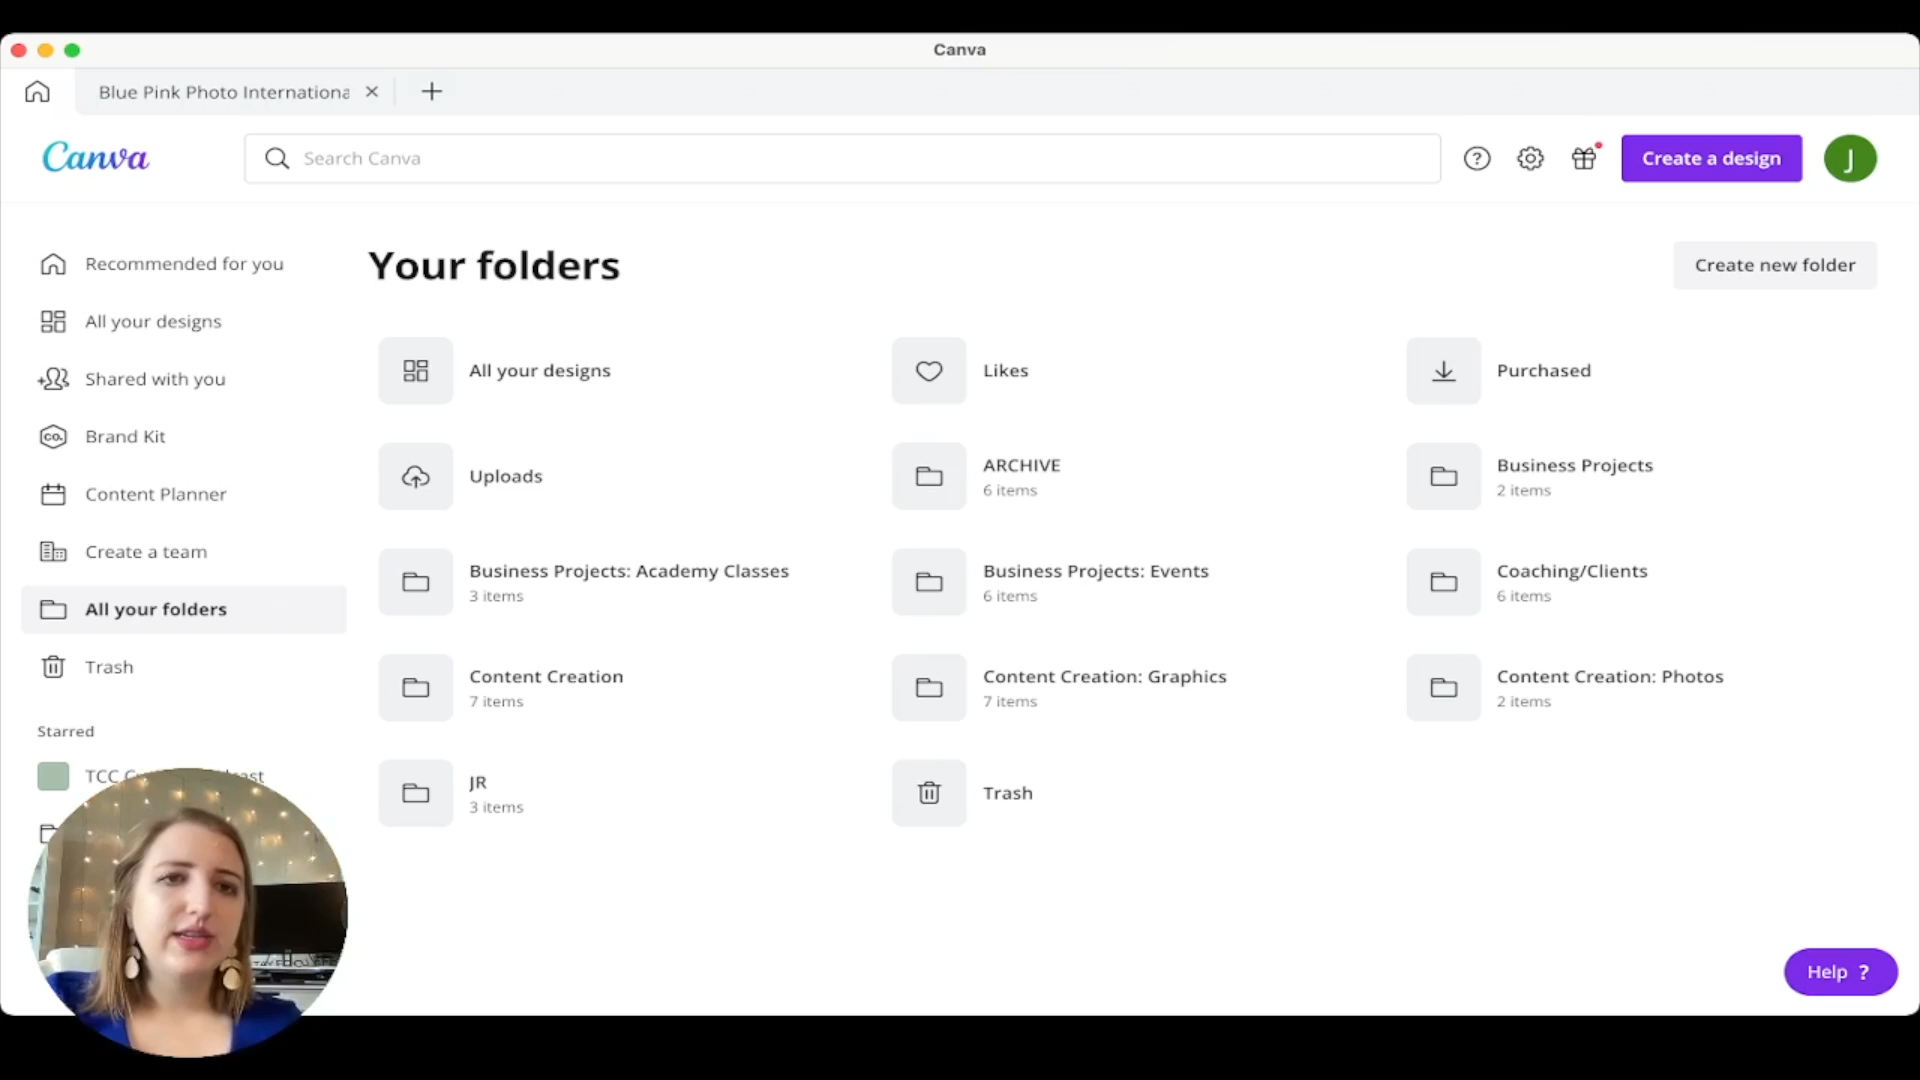 Canva
Blue Pink Photo Internationa
Canva
Search Canva
?
Create a design
J
Recommended for you
All your designs
Shared with you
CO.
Brand Kit
Content Planner
Create a team
All your folders
Trash
Starred
TCC
Your folders
Create new folder
All your designs
Likes
Purchased
Uploads
ARCHIVE
6 items
Business Projects
2 items
Business Projects: Academy Classes
3 items
Business Projects: Events
6 items
Coaching/Clients
6 items
Content Creation
7 items
Content Creation: Graphics
7 items
Content Creation: Photos
2 items
JR
3 items
Trash
Help ?